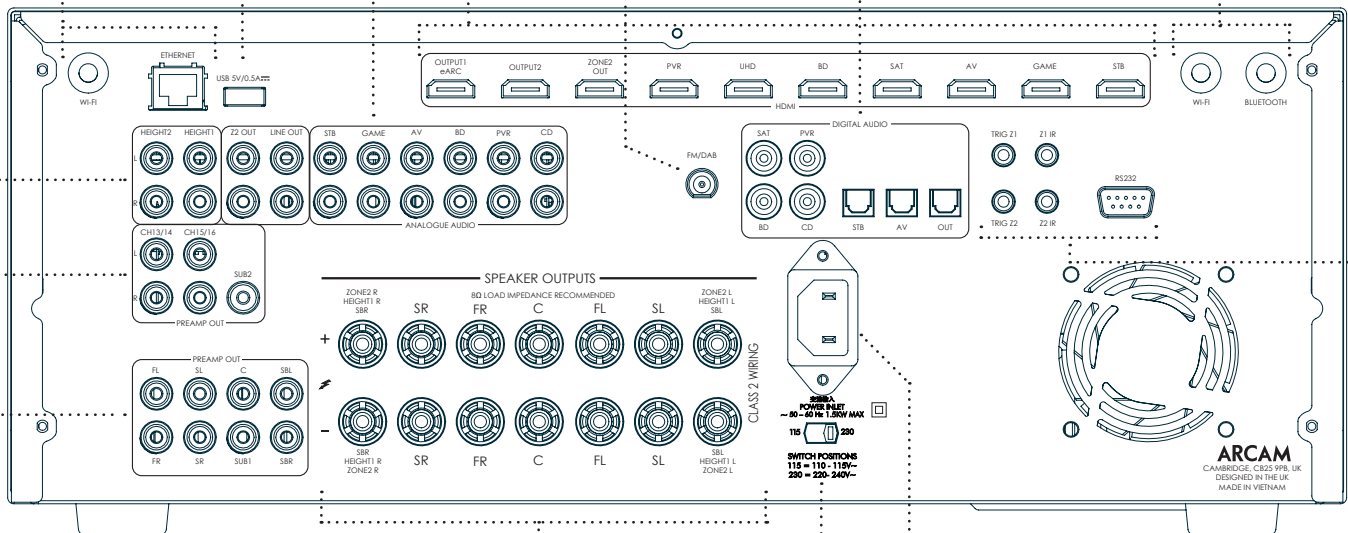 WI-FI
ETHERNET
USB 5V/0.5A
OUTPUT1
eARC
OUTPUT2
ZONE2
OUT
PVR
UHD
BD
SAT
AV
GAME
STB
HDMI
WI-FI
BLUETOOTH
HEIGHT2
HEIGHT1
Z2 OUT
LINE OUT
STB
GAME
AV
BD
PVR
CD
L
R
ANALOGUE AUDIO
FM/DAB
DIGITAL AUDIO
SAT
PVR
BD
CD
STB
AV
OUT
TRIG Z1
Z1 IR
TRIG Z2
Z2 IR
RS232
CH13/14
CH15/16
L
R
SUB2
PREAMP OUT
SPEAKER OUTPUTS
8Ω LOAD IMPEDANCE RECOMMENDED
ZONE2 R
HEIGHT1 R
SBR
SR
FR
C
FL
SL
ZONE2 L
HEIGHT1 L
SBL
+
−
SBR
HEIGHT1 R
ZONE2 R
SR
FR
C
FL
SL
SBL
HEIGHT1 L
ZONE2 L
CLASS 2 WIRING
PREAMP OUT
FL
SL
C
SBL
FR
SR
SUB1
SBR
POWER INLET
~ 50 – 60 Hz 1.5KW MAX
115
230
SWITCH POSITIONS
115 = 110 - 115V~
230 = 220- 240V~
ARCAM
CAMBRIDGE, CB25 9PB, UK
DESIGNED IN THE UK
MADE IN VIETNAM